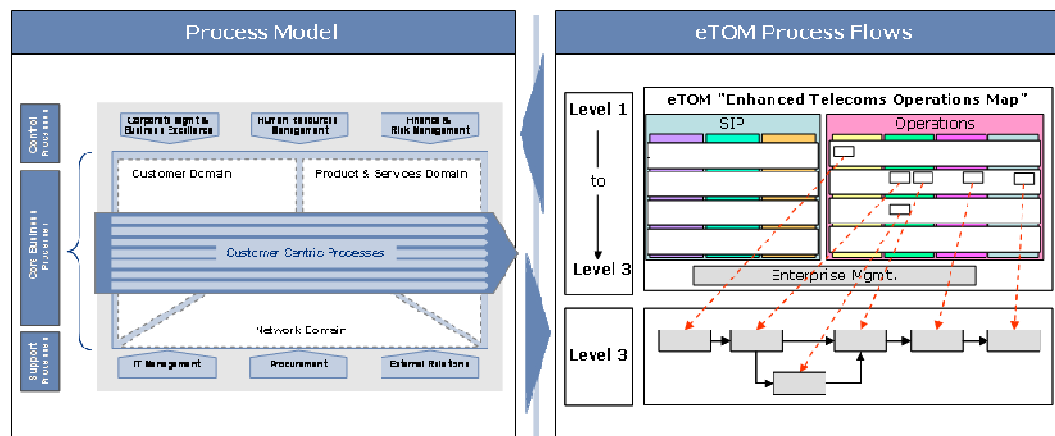 Process Model
eTOM Process Flows
Control
Processes
Core Business
Processes
Support
Processes
Corporate Mgmt &
Business Excellence
Human Resources
Management
Finance &
Risk Management
Customer Domain
Product & Services Domain
Customer Centric Processes
Network Domain
IT Management
Procurement
External Relations
Level 1
to
Level 3
eTOM "Enhanced Telecoms Operations Map"
SIP
Operations
Enterprise Mgmt.
Level 3